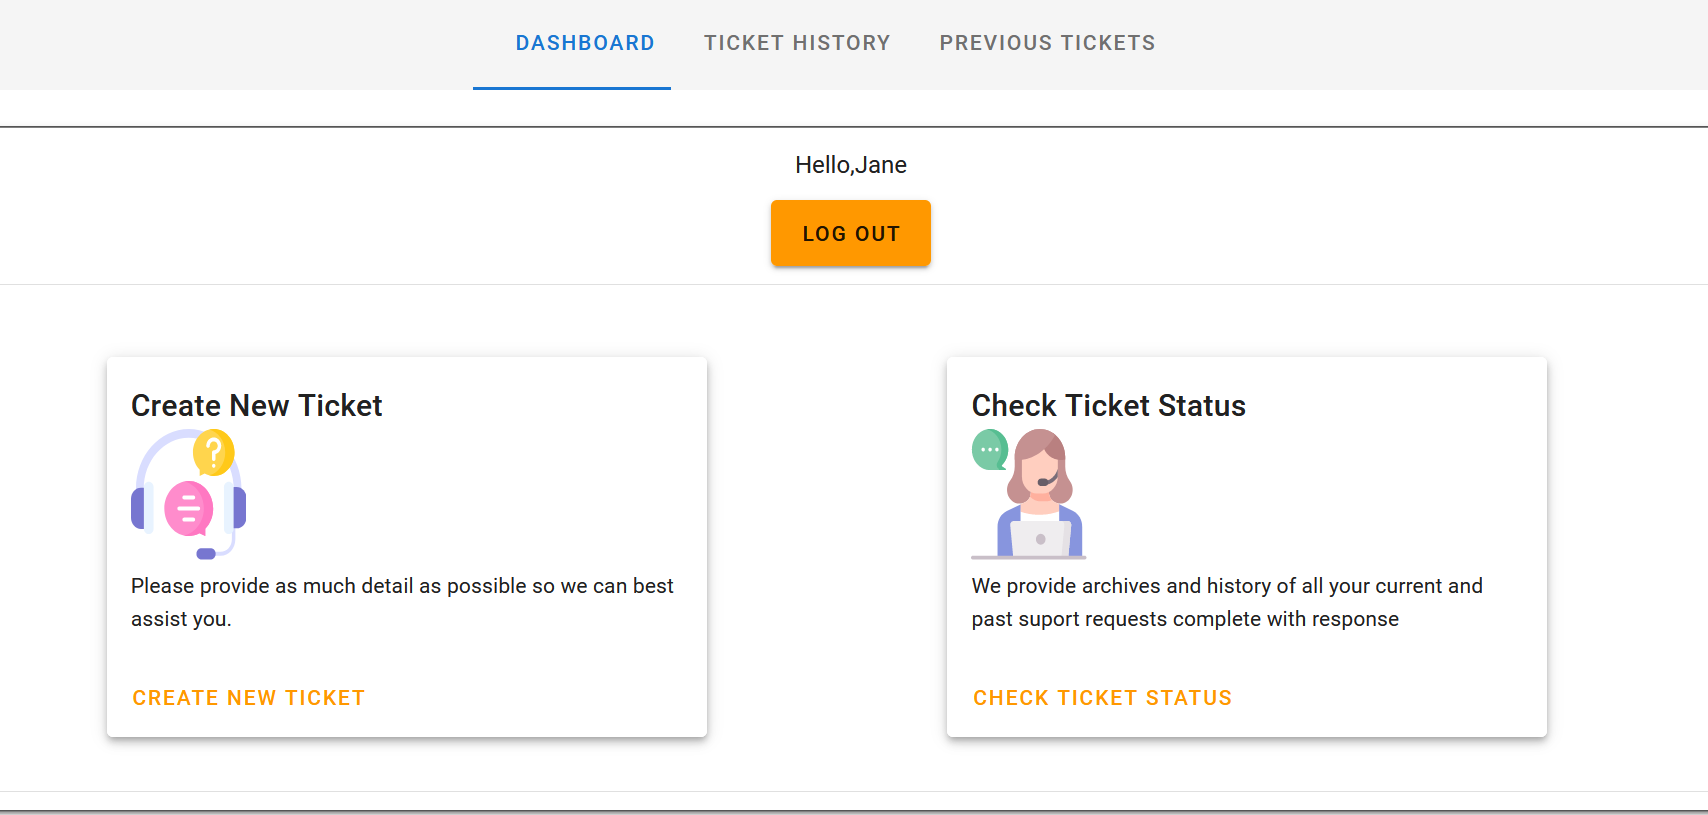 DASHBOARD TICKET HISTORY PREVIOUS TICKETS
Hello,Jane
LOG OUT
Create New Ticket
?
Please provide as much detail as possible so we can best
assist you.
CREATE NEW TICKET
Check Ticket Status
We provide archives and history of all your current and
past suport requests complete with response
CHECK TICKET STATUS